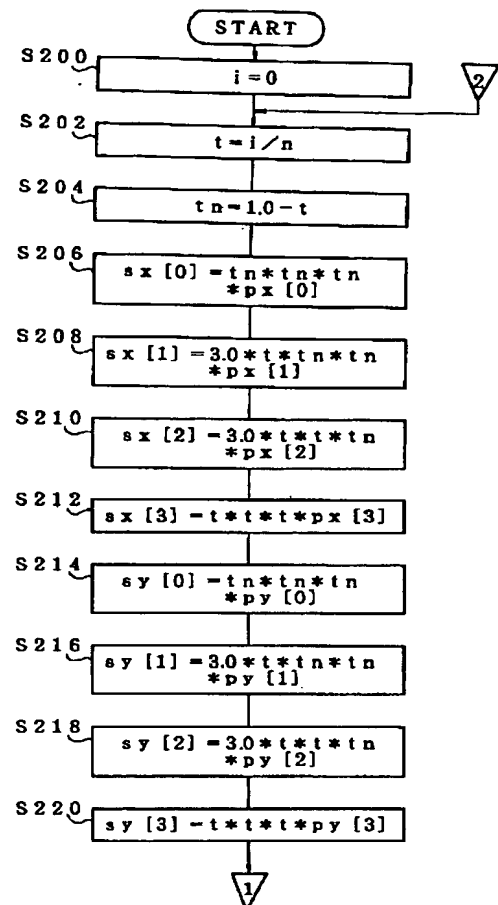 START
S200
i=0
2
S202
t=i/n
S204
tn=1.0-t
S206
sx[0]=tn*tn*tn
*px[0]
S208
sx[1]=3.0*t*tn*tn
*px[1]
S210
sx[2]=3.0*t*t*tn
*px[2]
S212
sx[3]-t*t*t*px[3]
S214
sy[0]=tn*tn*tn
*py[0]
S216
sy[1]=3.0*t*tn*tn
*py[1]
S218
sy[2]=3.0*t*t*tn
*py[2]
S220
sy[3]-t*t*t*py[3]
1